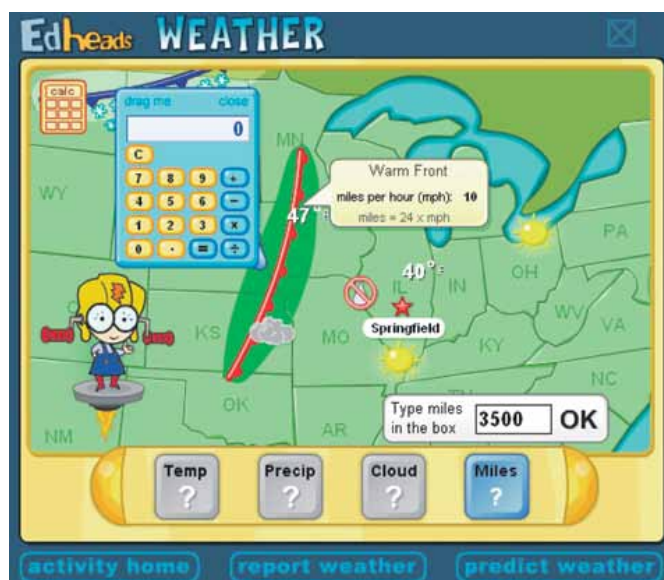 Edheads WEATHER
calc
drag me close
0
C
7 8 9 +
4 5 6 −
1 2 3 x
0 . = ÷
MN
Warm Front
miles per hour (mph): 10
miles = 24 x mph
WY
47°F
PA
40°F
OH
IL
IN
WV
VA
Springfield
KS
MO
KY
NC
OK
AR
NM
Type miles
in the box
3500 OK
Temp Precip Cloud Miles
? ? ? ?
activity home report weather predict weather